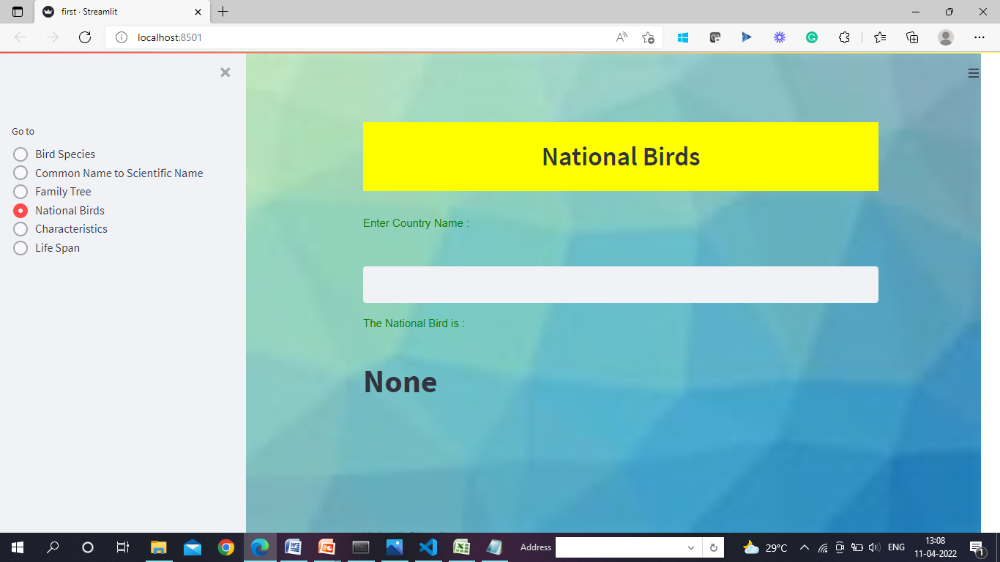 first · Streamlit
localhost:8501
Go to
Bird Species
Common Name to Scientific Name
Family Tree
National Birds
Characteristics
Life Span
National Birds
Enter Country Name :
The National Bird is :
None
Address
29°C
ENG
13:08
11-04-2022
1